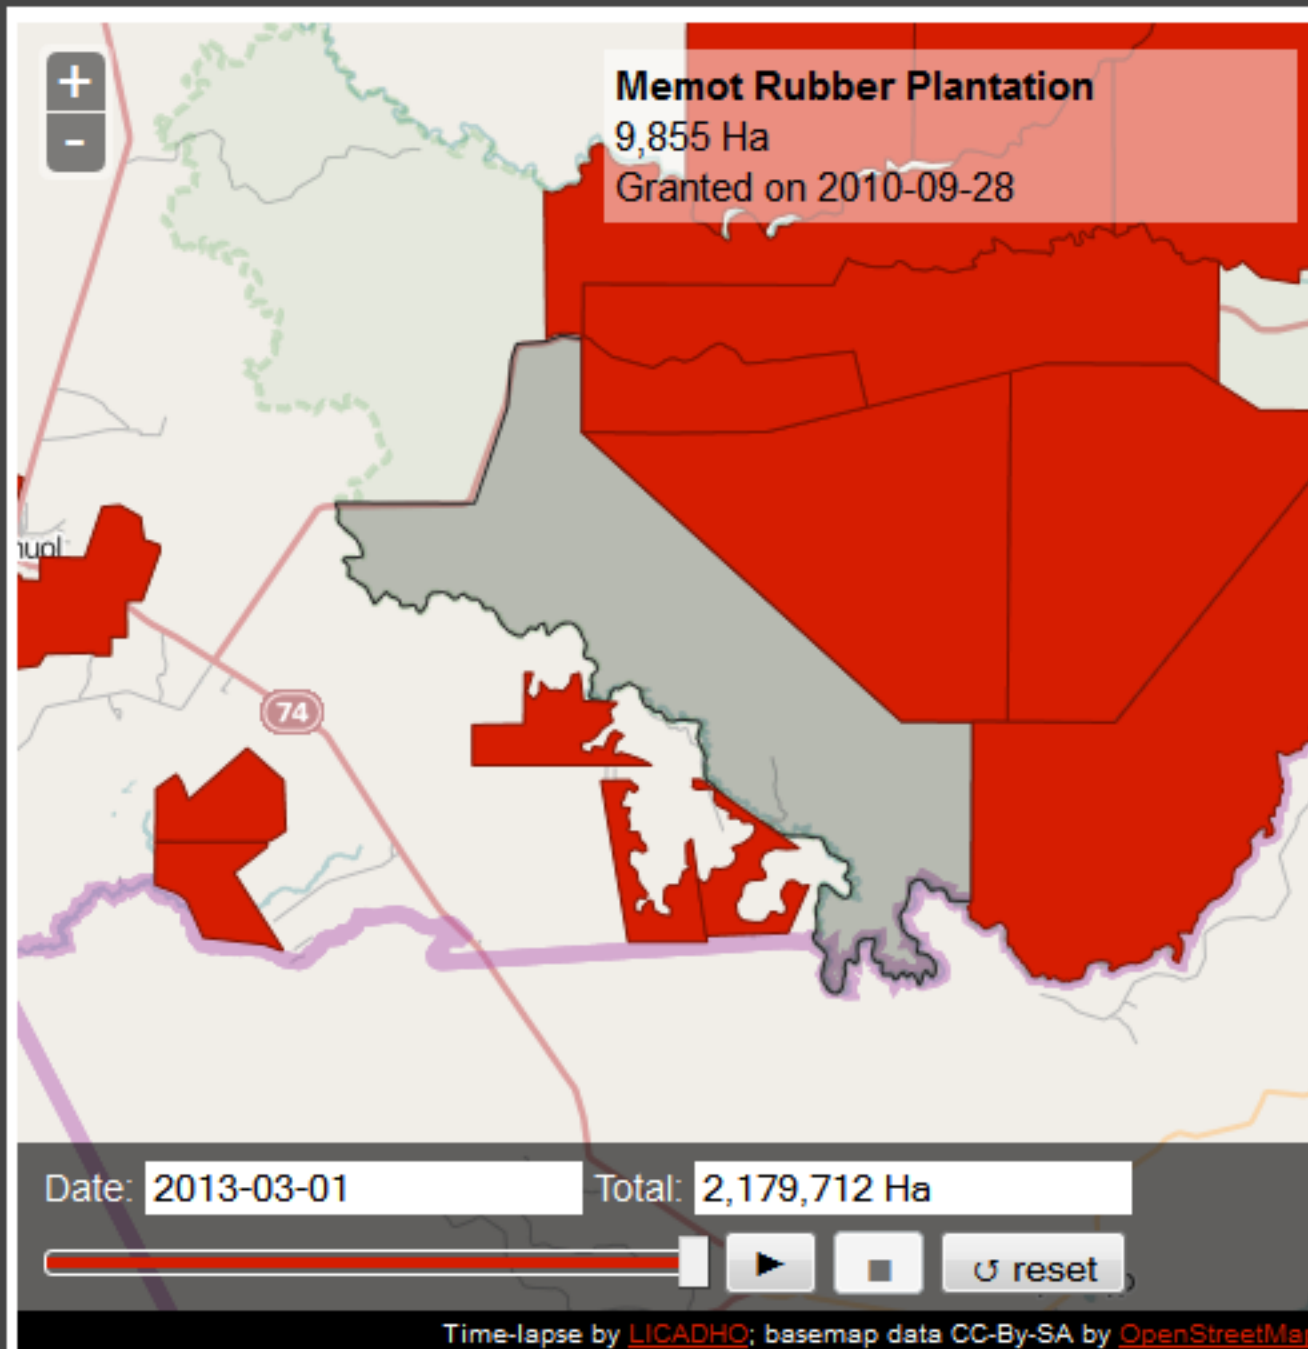 +
-
Memot Rubber Plantation
9,855 Ha
Granted on 2010-09-28
74
Date: 2013-03-01 Total: 2,179,712 Ha
↺ reset
Time-lapse by LICADHO; basemap data CC-By-SA by OpenStreetMap